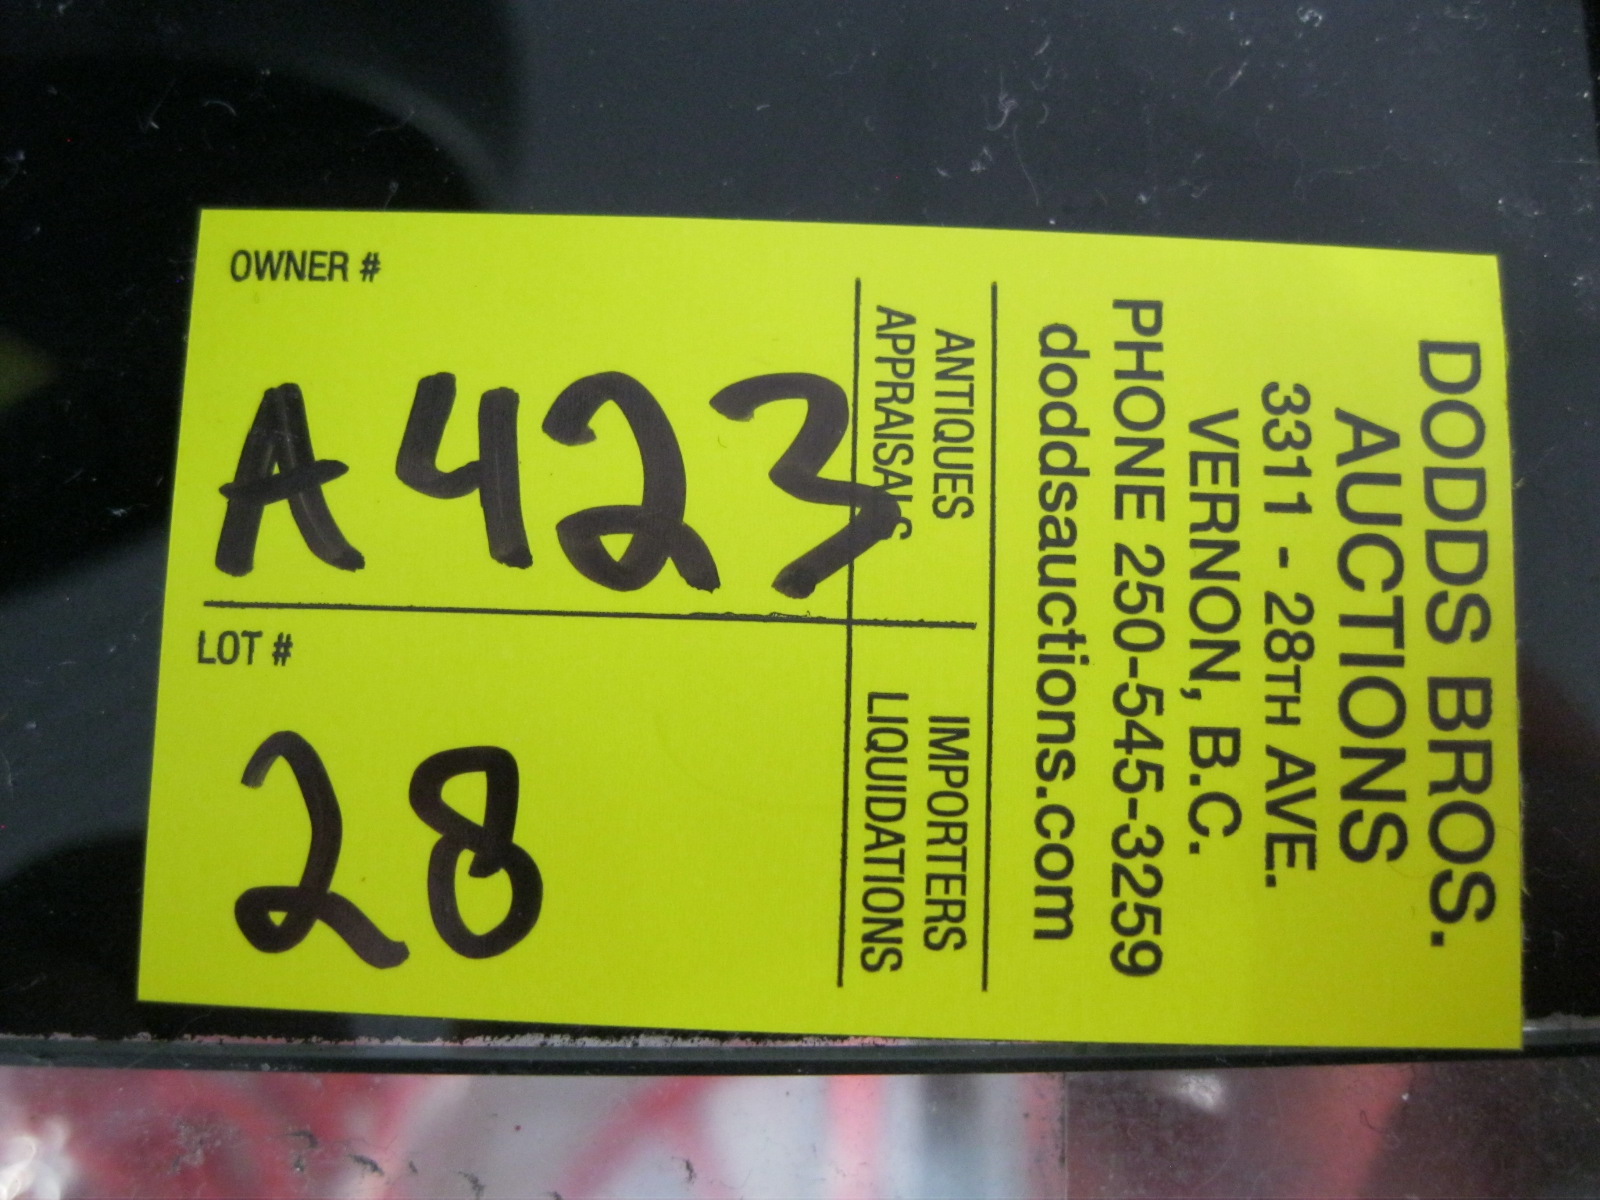 DODDS BROS.
AUCTIONS
3311 - 28TH AVE.
VERNON, B.C.
PHONE 250-545-3259
doddsauctions.com
ANTIQUES IMPORTERS
APPRAISALS LIQUIDATIONS
OWNER #
A423
LOT #
28